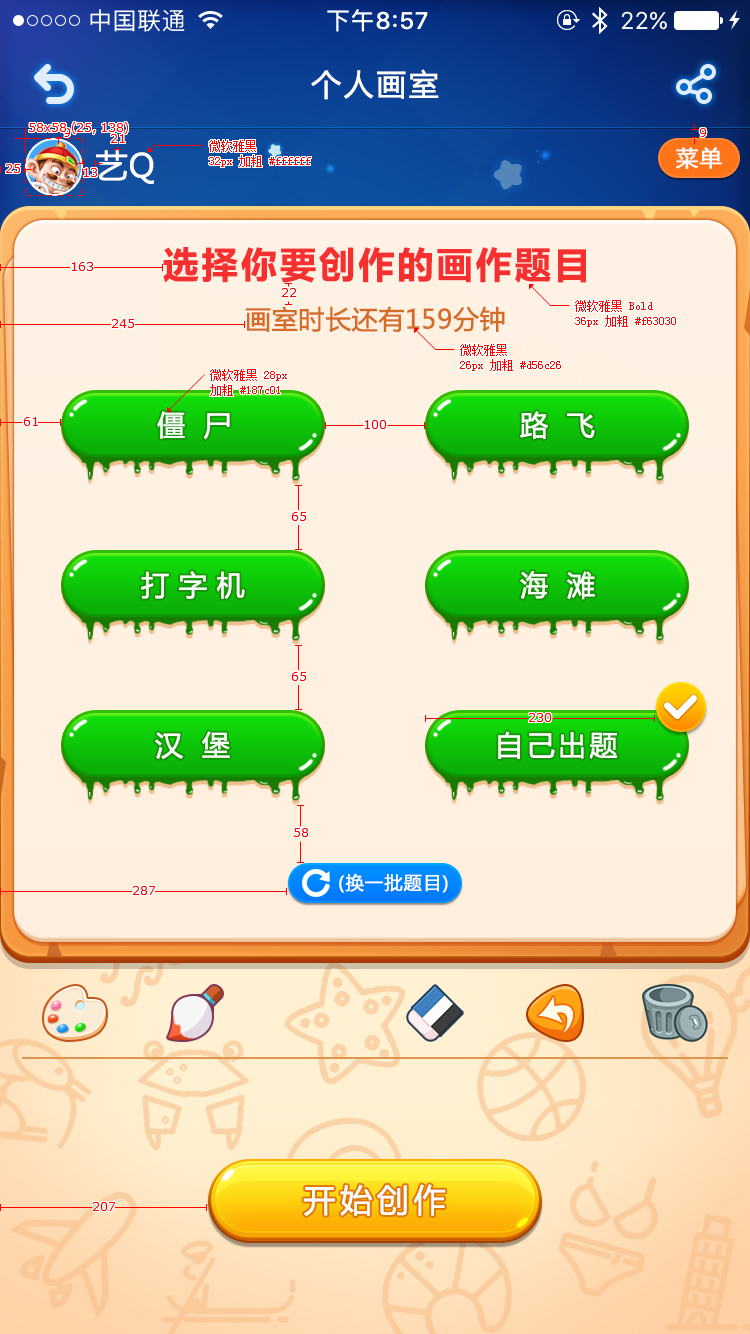 中国联通
下午8:57
22%
个人画室
58x58,(25, 138)
9
21
9
25
13
艺Q
微软雅黑
32px 加粗 #ffffff
菜单
163
选择你要创作的画作题目
22
微软雅黑 Bold
36px 加粗 #f63030
245
画室时长还有159分钟
微软雅黑
26px 加粗 #d56c26
微软雅黑 28px
加粗 #187c01
61
僵 尸
100
路 飞
65
打字机
海 滩
65
230
汉 堡
自己出题
58
287
(换一批题目)
207
开始创作